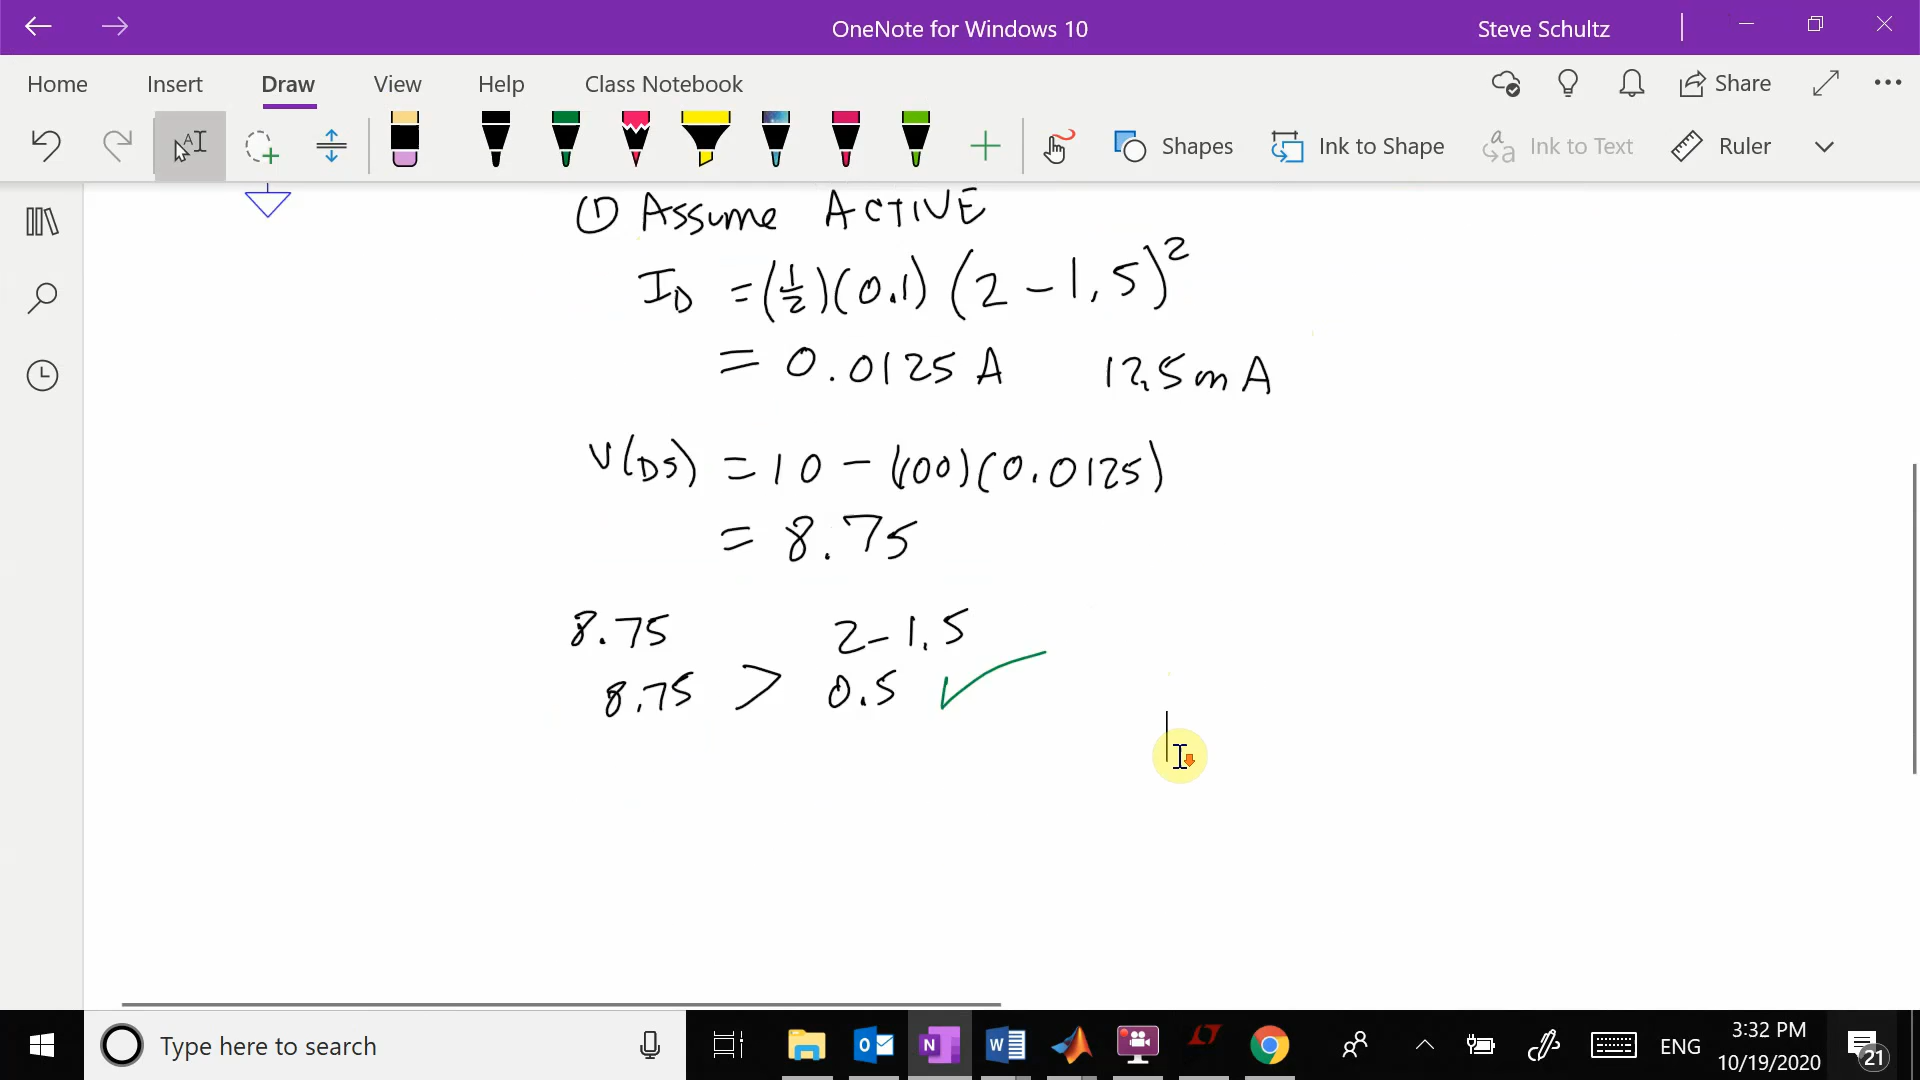 OneNote for Windows 10
Steve Schultz
Home Insert Draw View Help Class Notebook
Share
Shapes Ink to Shape Ink to Text Ruler
① Assume ACTIVE
I_D = (1/2)(0.1)(2 - 1.5)²
= 0.0125 A 12.5 mA
V(DS) = 10 - (100)(0.0125)
= 8.75
8.75 2 - 1.5
8.75 > 0.5 ✓
Type here to search
ENG
3:32 PM
10/19/2020
21